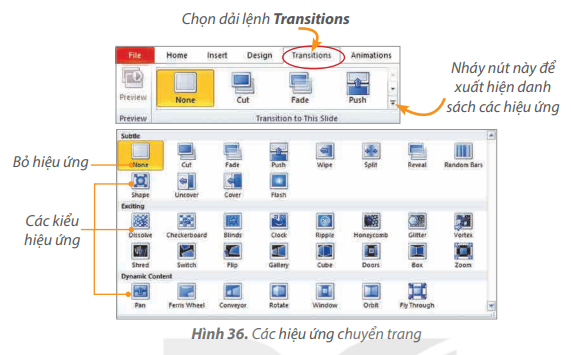 Chọn dải lệnh Transitions
File Home Insert Design Transitions Animations
Nháy nút này để
xuất hiện danh
sách các hiệu ứng
Preview None Cut Fade Push
Preview Transition to This Slide
Subtle
Bỏ hiệu ứng
None Cut Fade Push Wipe Split Reveal Random Bars
Shape Uncover Cover Flash
Các kiểu
hiệu ứng
Exciting
Dissolve Checkerboard Blinds Clock Ripple Honeycomb Glitter Vortex
Shred Switch Flip Gallery Cube Doors Box Zoom
Dynamic Content
Pan Ferris Wheel Conveyor Rotate Window Orbit Fly Through
Hình 36. Các hiệu ứng chuyển trang